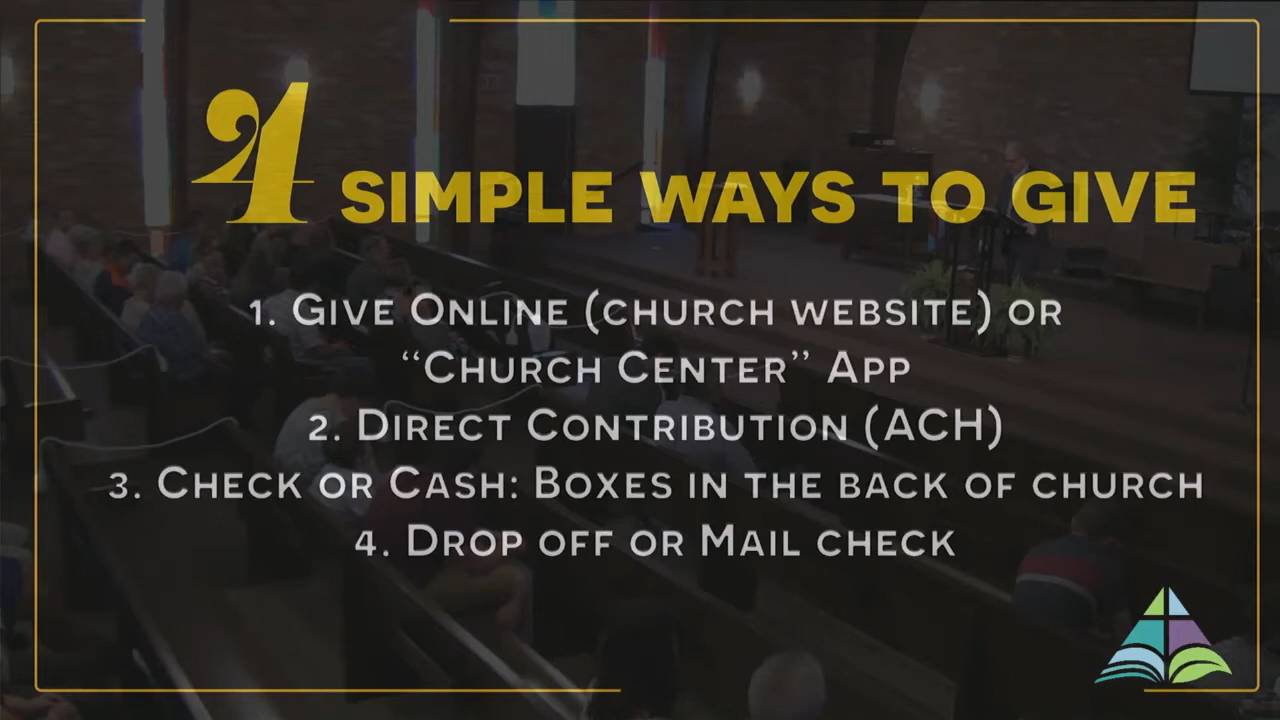 4 SIMPLE WAYS TO GIVE
1. GIVE ONLINE (CHURCH WEBSITE) OR
“CHURCH CENTER” APP
2. DIRECT CONTRIBUTION (ACH)
3. CHECK OR CASH: BOXES IN THE BACK OF CHURCH
4. DROP OFF OR MAIL CHECK